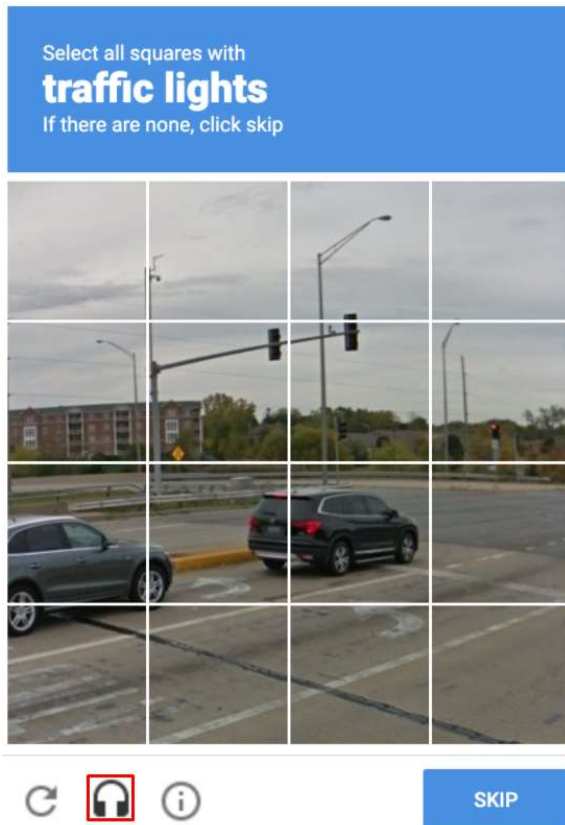 Select all squares with
traffic lights
If there are none, click skip
SKIP